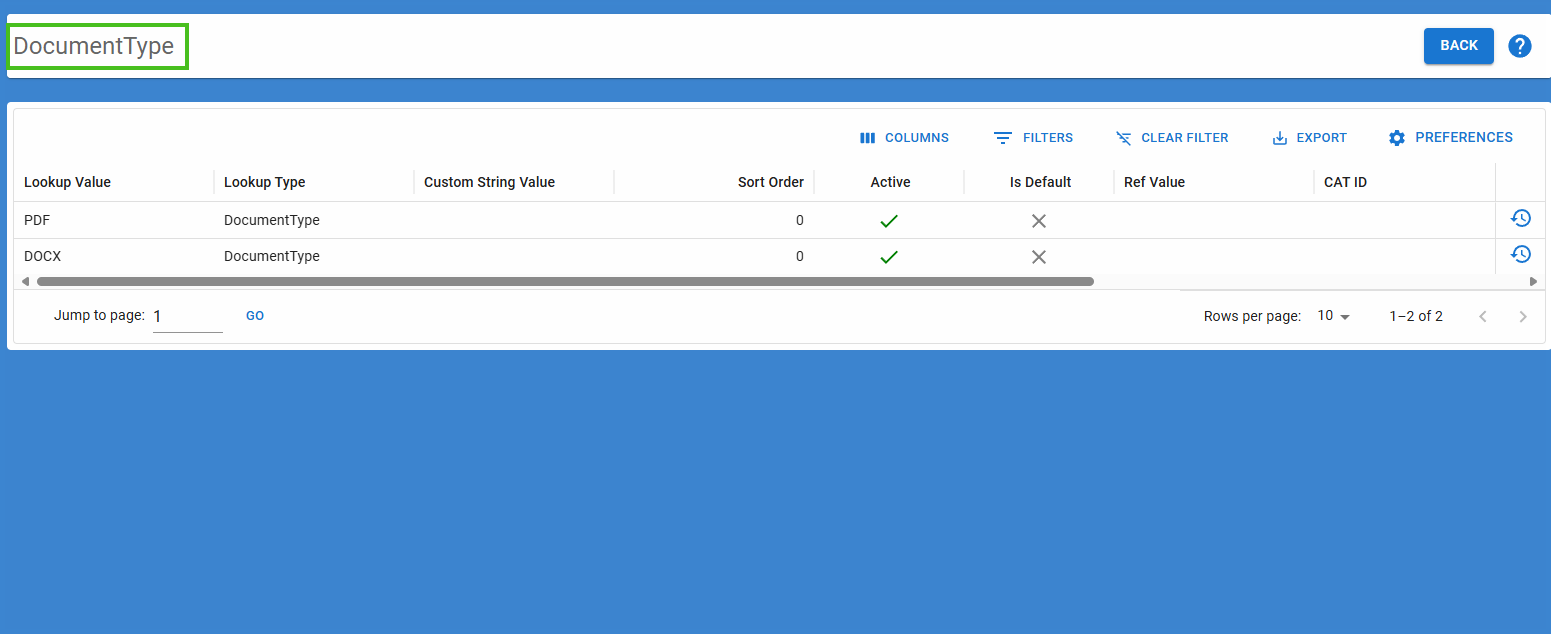 DocumentType
BACK ?
COLUMNS FILTERS CLEAR FILTER EXPORT PREFERENCES
Lookup Value Lookup Type Custom String Value Sort Order Active Is Default Ref Value CAT ID
PDF DocumentType 0
DOCX DocumentType 0
Jump to page: 1 GO Rows per page: 10 1–2 of 2